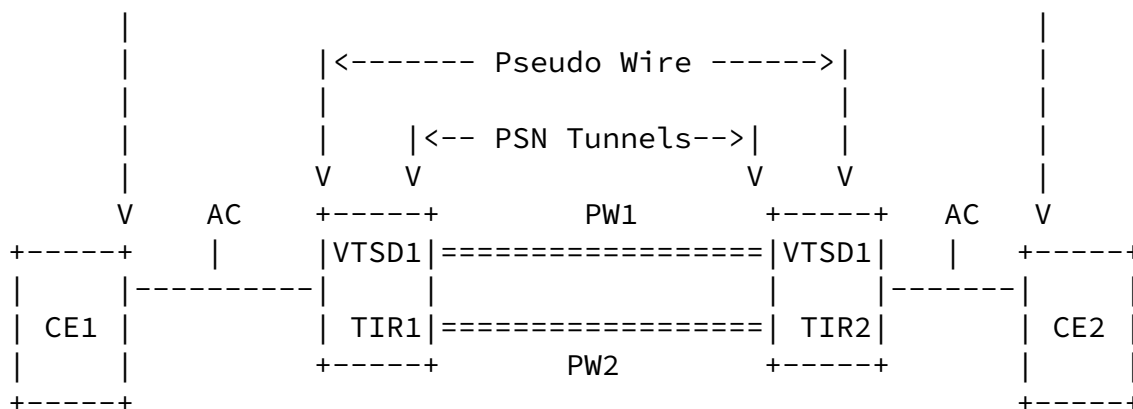 |<------- Pseudo Wire ------>|
|<-- PSN Tunnels-->|
V V V V
V AC +-----+ PW1 +-----+ AC V
+-----+ | |VTSD1|==================|VTSD1| | +-----+
| |----------| | | |-------| |
| CE1 | | TIR1|==================| TIR2| | CE2 |
| | +-----+ PW2 +-----+ | |
+-----+ +-----+